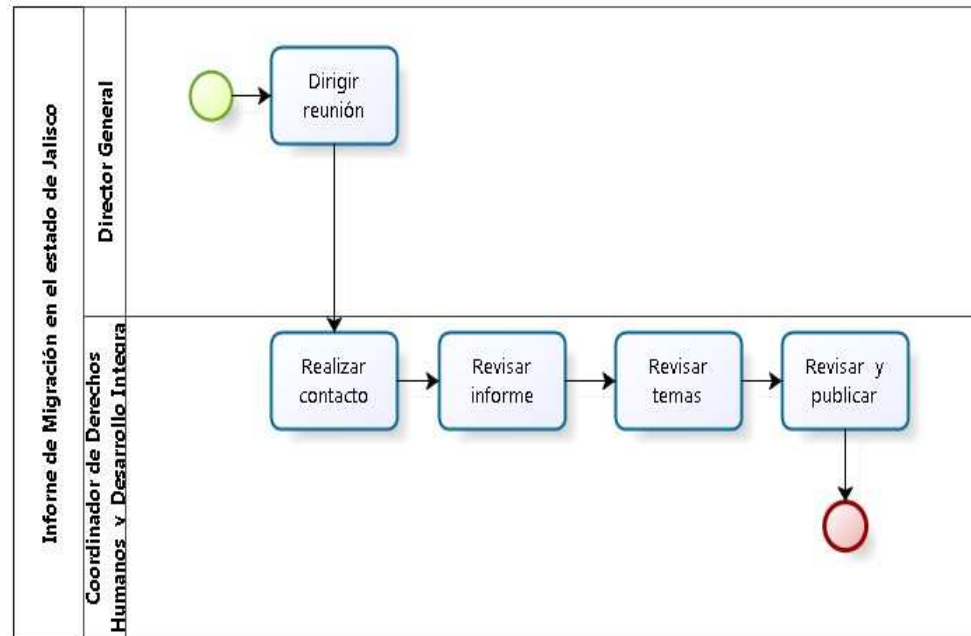 Informe de Migración en el estado de Jalisco
Director General
Dirigir
reunión
Coordinador de Derechos
Humanos y Desarrollo Integra
Realizar
contacto
Revisar
informe
Revisar
temas
Revisar y
publicar